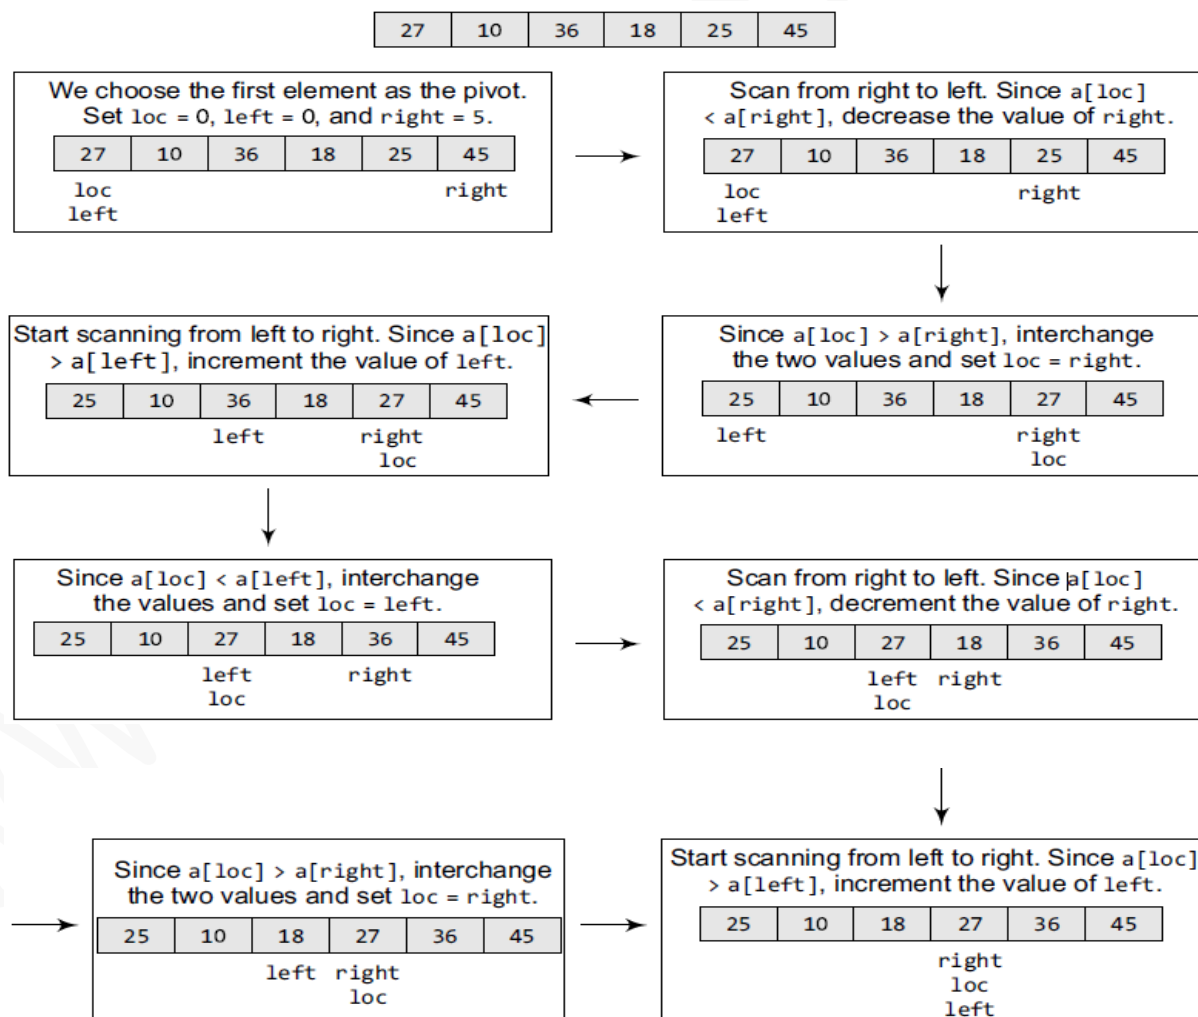 27 10 36 18 25 45
We choose the first element as the pivot.
Set loc = 0, left = 0, and right = 5.
27 10 36 18 25 45
loc right
left
Scan from right to left. Since a[loc]
< a[right], decrease the value of right.
27 10 36 18 25 45
loc right
left
Since a[loc] > a[right], interchange
the two values and set loc = right.
25 10 36 18 27 45
left right
loc
Start scanning from left to right. Since a[loc]
> a[left], increment the value of left.
25 10 36 18 27 45
left right
loc
Since a[loc] < a[left], interchange
the values and set loc = left.
25 10 27 18 36 45
left right
loc
Scan from right to left. Since a[loc]
< a[right], decrement the value of right.
25 10 27 18 36 45
left right
loc
Since a[loc] > a[right], interchange
the two values and set loc = right.
25 10 18 27 36 45
left right
loc
Start scanning from left to right. Since a[loc]
> a[left], increment the value of left.
25 10 18 27 36 45
right
loc
left